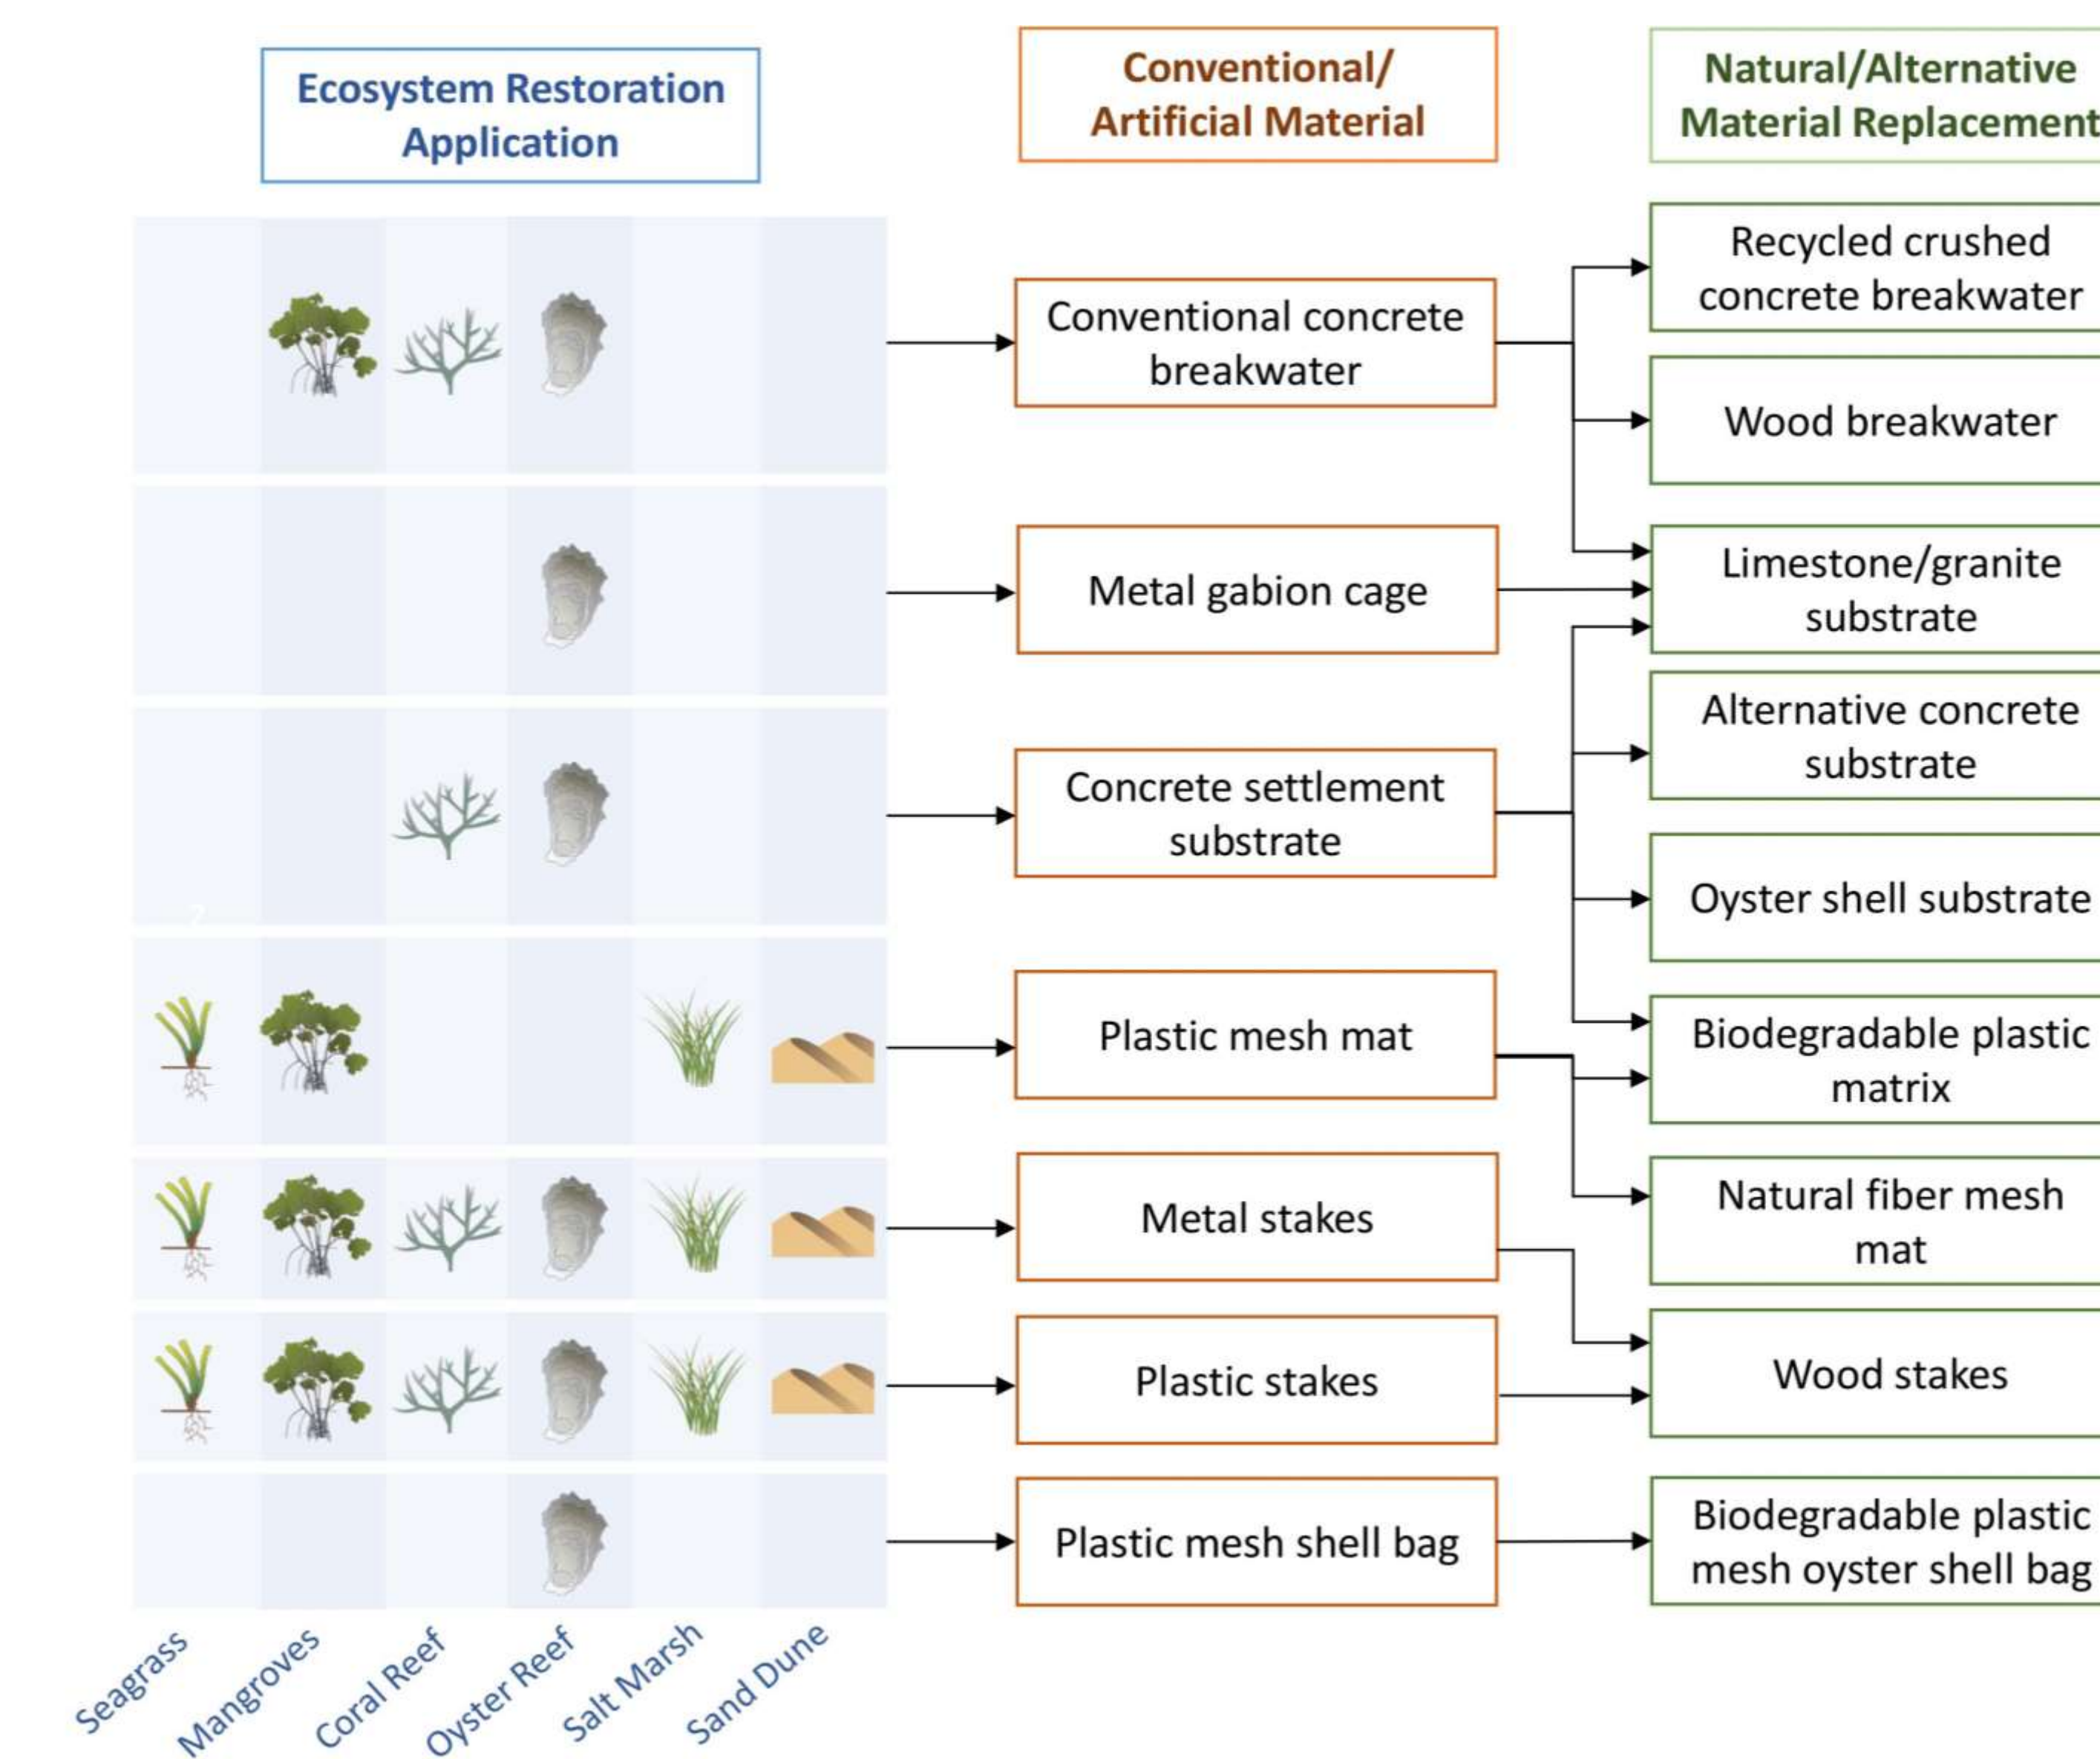 Ecosystem Restoration
Application
Conventional/
Artificial Material
Natural/Alternative
Material Replacement
Conventional concrete
breakwater
Recycled crushed
concrete breakwater
Wood breakwater
Metal gabion cage
Limestone/granite
substrate
Concrete settlement
substrate
Alternative concrete
substrate
Oyster shell substrate
2
Plastic mesh mat
Biodegradable plastic
matrix
Natural fiber mesh
mat
Metal stakes
Plastic stakes
Wood stakes
Plastic mesh shell bag
Biodegradable plastic
mesh oyster shell bag
Seagrass
Mangroves
Coral Reef
Oyster Reef
Salt Marsh
Sand Dune